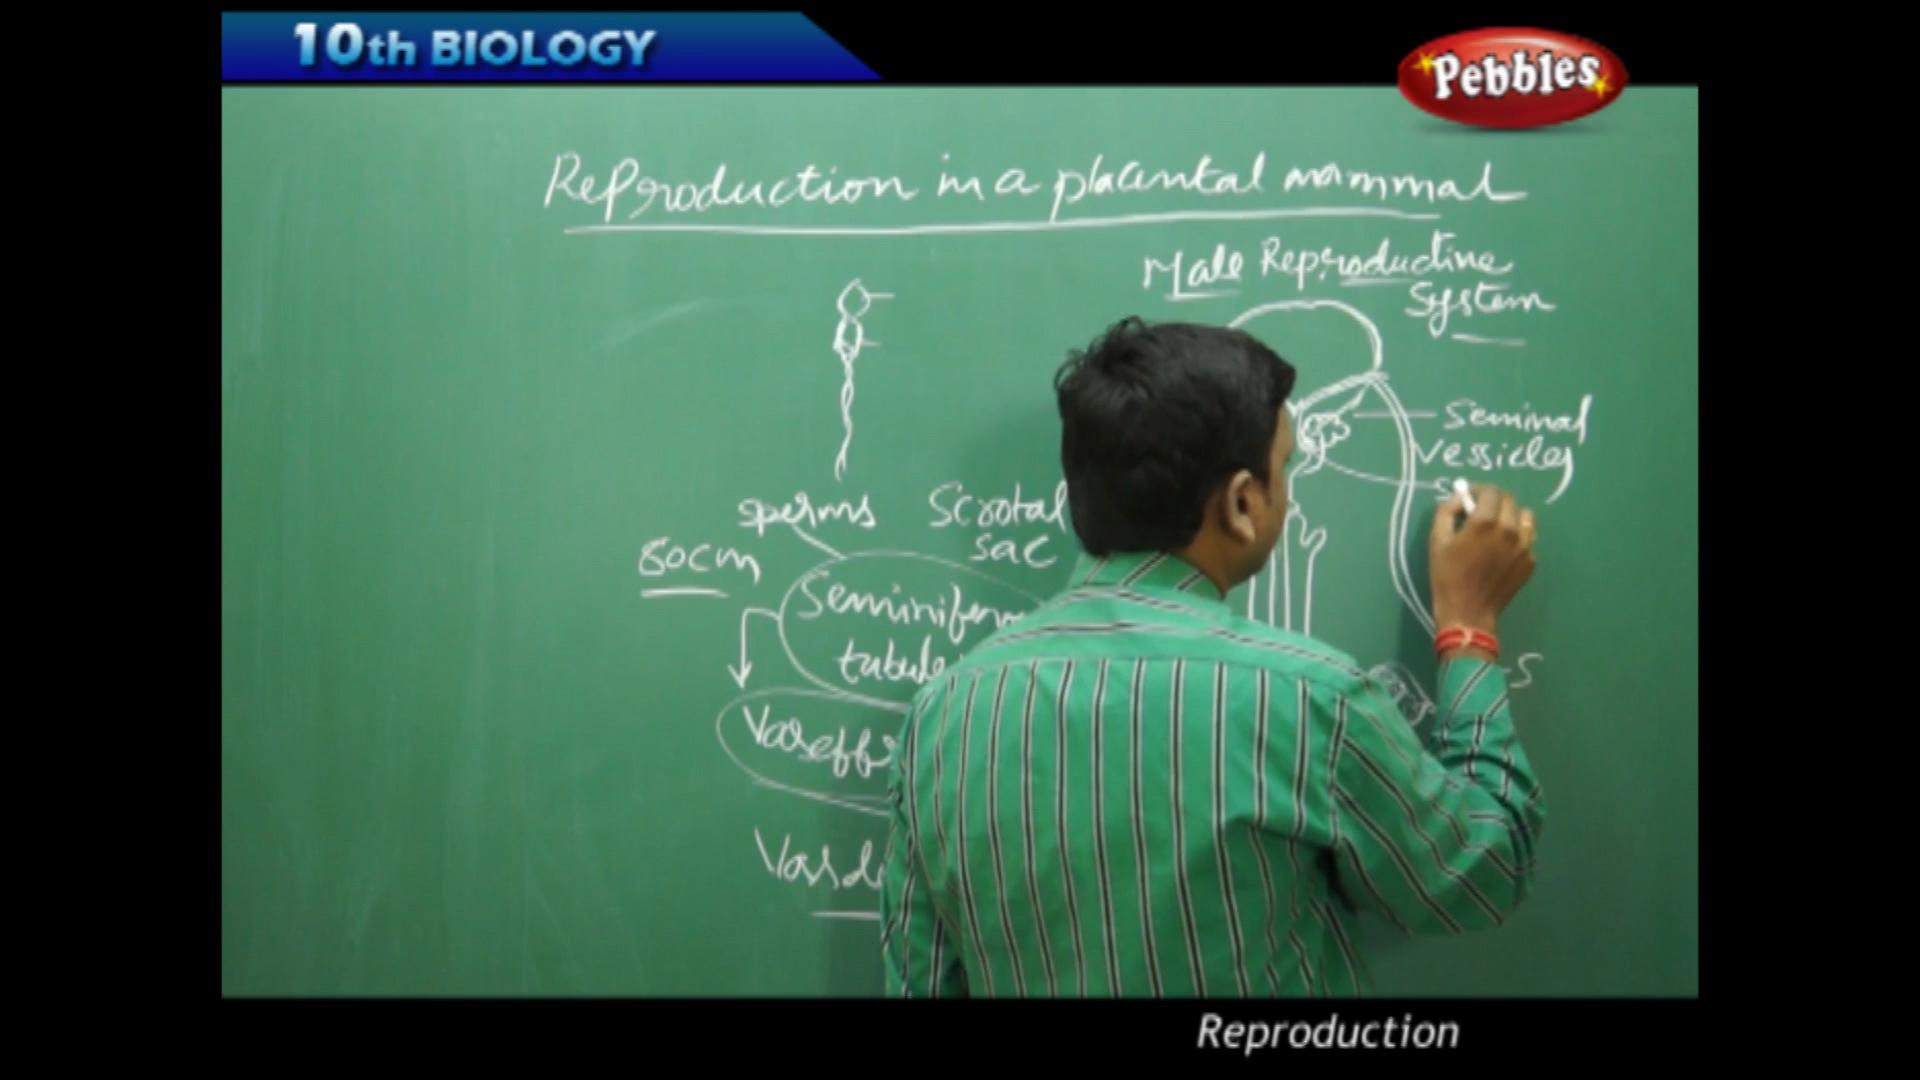 10th BIOLOGY
Pebbles
Reproduction in a placental mammal
Male Reproductive
System
Seminal
Vessicles
sperms
Scrotal
sac
80cm
Reproduction